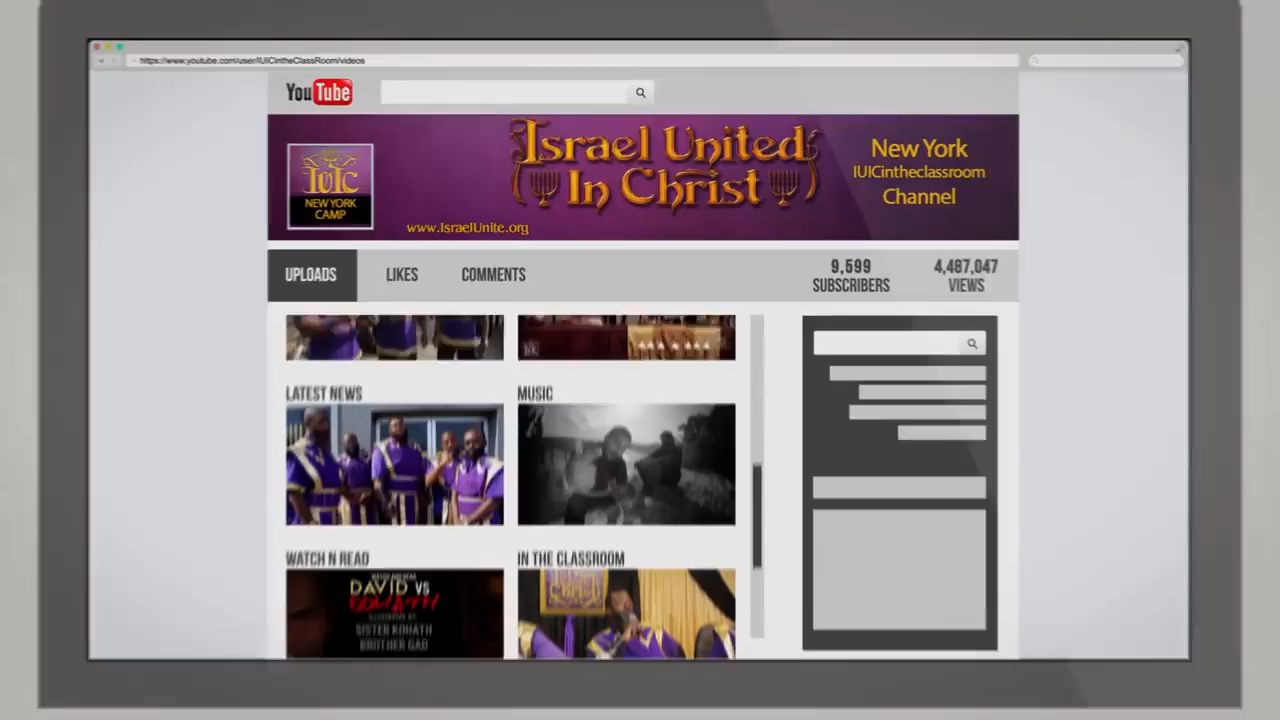 https://www.youtube.com/user/IUICintheClassRoom/videos
YouTube
Israel United
In Christ
IUIC
NEW YORK
CAMP
www.IsraelUnite.org
New York
IUICintheclassroom
Channel
UPLOADS
LIKES
COMMENTS
9,599
SUBSCRIBERS
4,487,047
VIEWS
LATEST NEWS
MUSIC
WATCH N READ
IN THE CLASSROOM
DAVID VS
GOLIATH
SISTER KOHATH
BROTHER GAD